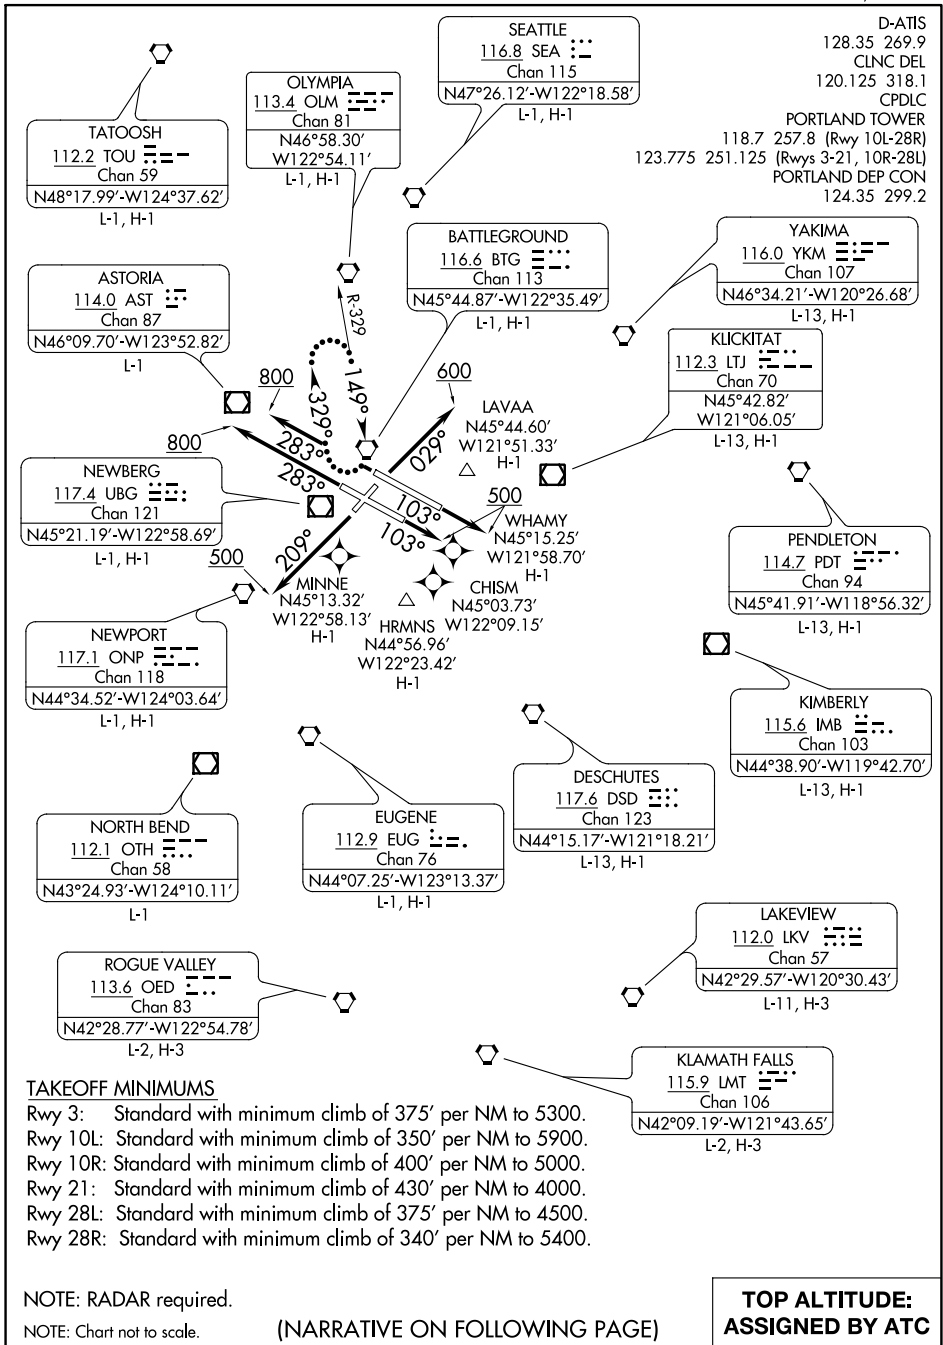 D-ATIS
128.35 269.9
CLNC DEL
120.125 318.1
CPDLC
PORTLAND TOWER
118.7 257.8 (Rwy 10L-28R)
123.775 251.125 (Rwys 3-21, 10R-28L)
PORTLAND DEP CON
124.35 299.2
SEATTLE
116.8 SEA
Chan 115
N47°26.12'-W122°18.58'
L-1, H-1
OLYMPIA
113.4 OLM
Chan 81
N46°58.30'
W122°54.11'
L-1, H-1
TATOOSH
112.2 TOU
Chan 59
N48°17.99'-W124°37.62'
L-1, H-1
BATTLEGROUND
116.6 BTG
Chan 113
N45°44.87'-W122°35.49'
L-1, H-1
YAKIMA
116.0 YKM
Chan 107
N46°34.21'-W120°26.68'
L-13, H-1
ASTORIA
114.0 AST
Chan 87
N46°09.70'-W123°52.82'
L-1
KLICKITAT
112.3 LTJ
Chan 70
N45°42.82'
W121°06.05'
L-13, H-1
R-329
329°
149°
800
283°
800
283°
600
029°
LAVAA
N45°44.60'
W121°51.33'
H-1
NEWBERG
117.4 UBG
Chan 121
N45°21.19'-W122°58.69'
L-1, H-1
103°
103°
500
WHAMY
N45°15.25'
W121°58.70'
H-1
209°
500
MINNE
N45°13.32'
W122°58.13'
H-1
CHISM
N45°03.73'
W122°09.15'
HRMNS
N44°56.96'
W122°23.42'
H-1
PENDLETON
114.7 PDT
Chan 94
N45°41.91'-W118°56.32'
L-13, H-1
NEWPORT
117.1 ONP
Chan 118
N44°34.52'-W124°03.64'
L-1, H-1
KIMBERLY
115.6 IMB
Chan 103
N44°38.90'-W119°42.70'
L-13, H-1
DESCHUTES
117.6 DSD
Chan 123
N44°15.17'-W121°18.21'
L-13, H-1
EUGENE
112.9 EUG
Chan 76
N44°07.25'-W123°13.37'
L-1, H-1
NORTH BEND
112.1 OTH
Chan 58
N43°24.93'-W124°10.11'
L-1
LAKEVIEW
112.0 LKV
Chan 57
N42°29.57'-W120°30.43'
L-11, H-3
ROGUE VALLEY
113.6 OED
Chan 83
N42°28.77'-W122°54.78'
L-2, H-3
KLAMATH FALLS
115.9 LMT
Chan 106
N42°09.19'-W121°43.65'
L-2, H-3
TAKEOFF MINIMUMS
Rwy 3: Standard with minimum climb of 375' per NM to 5300.
Rwy 10L: Standard with minimum climb of 350' per NM to 5900.
Rwy 10R: Standard with minimum climb of 400' per NM to 5000.
Rwy 21: Standard with minimum climb of 430' per NM to 4000.
Rwy 28L: Standard with minimum climb of 375' per NM to 4500.
Rwy 28R: Standard with minimum climb of 340' per NM to 5400.
NOTE: RADAR required.
NOTE: Chart not to scale.
(NARRATIVE ON FOLLOWING PAGE)
TOP ALTITUDE:
ASSIGNED BY ATC